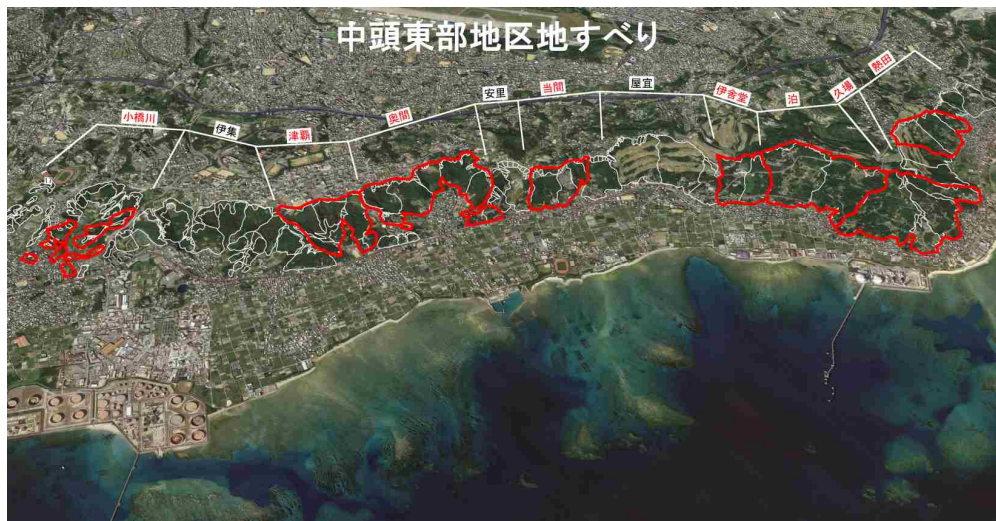 中頭東部地区地すべり
小橋川
伊集
津覇
奥間
安里
当間
屋宜
伊舎堂
泊
久場
熱田